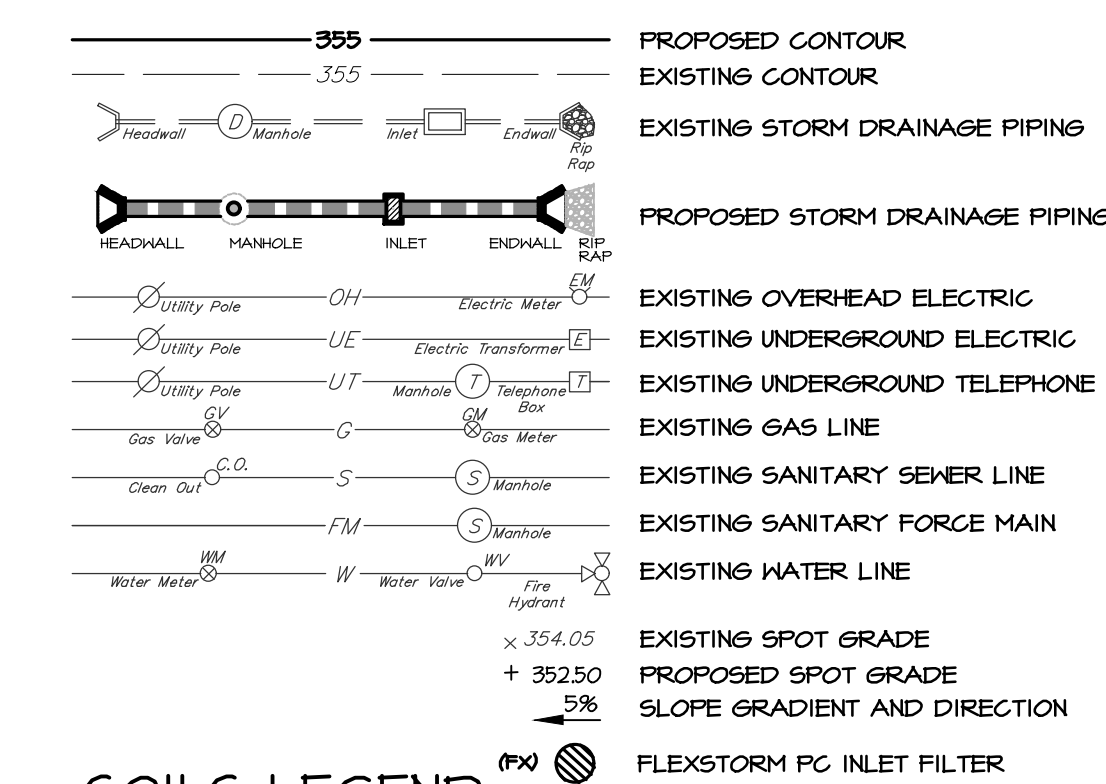 355 PROPOSED CONTOUR
355 EXISTING CONTOUR
Headwall D Manhole Inlet Endwall EXISTING STORM DRAINAGE PIPING
Rip
Rap
PROPOSED STORM DRAINAGE PIPING
HEADWALL MANHOLE INLET ENDWALL RIP
RAP
EM
Utility Pole OH Electric Meter EXISTING OVERHEAD ELECTRIC
Utility Pole UE Electric Transformer E EXISTING UNDERGROUND ELECTRIC
Utility Pole UT Manhole T Telephone T EXISTING UNDERGROUND TELEPHONE
Box
GV GM
Gas Valve G Gas Meter EXISTING GAS LINE
C.O.
Clean Out S S Manhole EXISTING SANITARY SEWER LINE
FM S Manhole EXISTING SANITARY FORCE MAIN
WM WV
Water Meter W Water Valve EXISTING WATER LINE
Fire
Hydrant
x 354.05 EXISTING SPOT GRADE
+ 352.50 PROPOSED SPOT GRADE
5% SLOPE GRADIENT AND DIRECTION
(FX) FLEXSTORM PC INLET FILTER
SOILS LEGEND